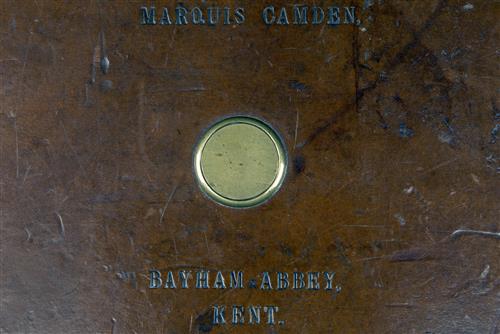 MARQUIS CAMDEN,
BAYHAM ABBEY,
KENT.